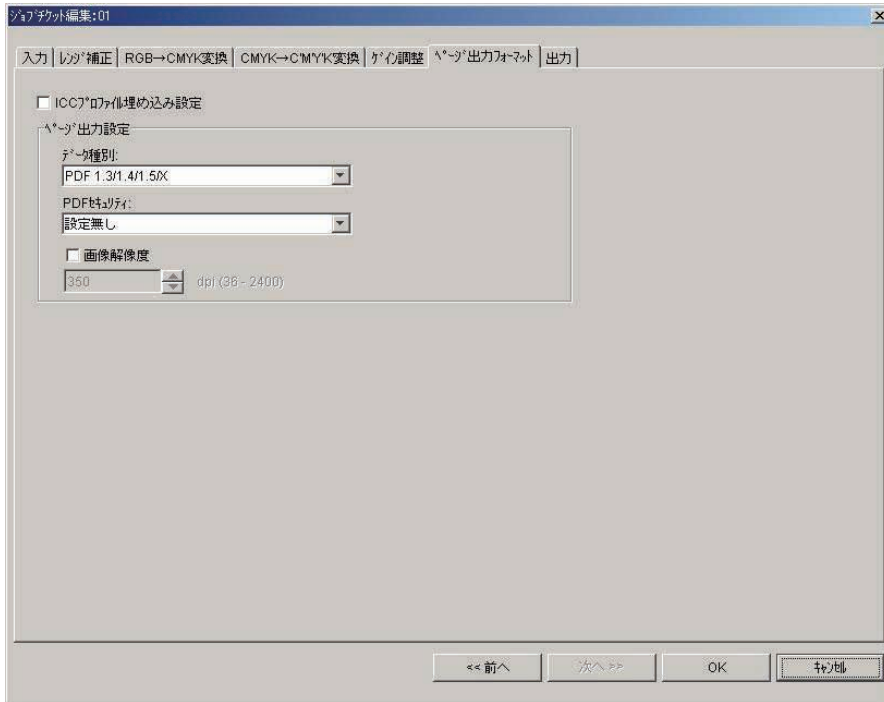 ｼﾞｮﾌﾞﾁｹｯﾄ編集:01
入力 ﾚﾝｼﾞ補正 RGB→CMYK変換 CMYK→C'M'Y'K'変換 ｹﾞｲﾝ調整 ﾍﾟｰｼﾞ出力ﾌｫｰﾏｯﾄ 出力
ICCﾌﾟﾛﾌｧｲﾙ埋め込み設定
ﾍﾟｰｼﾞ出力設定
ﾃﾞｰﾀ種別:
PDF 1.3/1.4/1.5/X
PDFｾｷｭﾘﾃｨ:
設定無し
画像解像度
350 dpi (36 - 2400)
<< 前へ 次へ >> OK ｷｬﾝｾﾙ